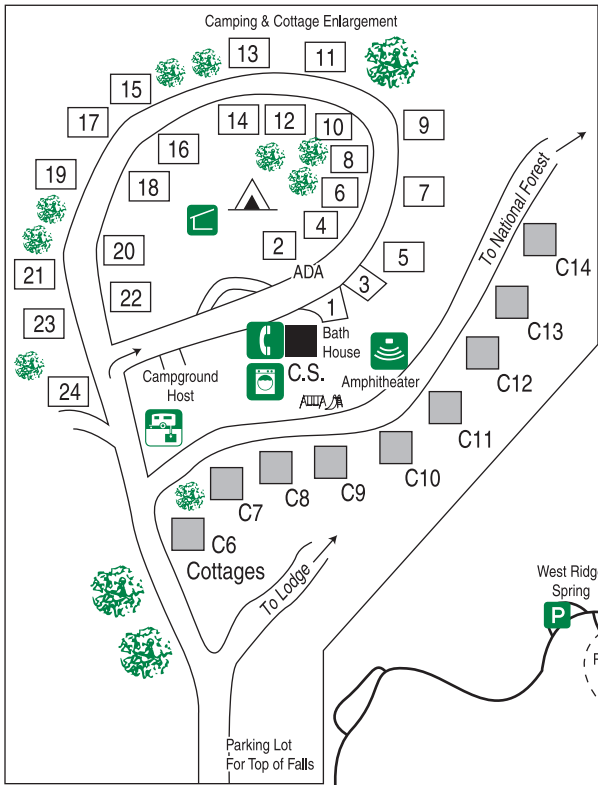 Camping & Cottage Enlargement
13
11
15
17
14
12
10
9
16
8
19
18
6
7
To National Forest
4
20
2
5
C14
21
ADA
3
22
1
C13
23
Bath
House
C.S.
Amphitheater
C12
Campground
Host
24
C11
C10
C9
C8
C7
C6
Cottages
To Lodge
West Ridge
Spring
P
Parking Lot
For Top of Falls